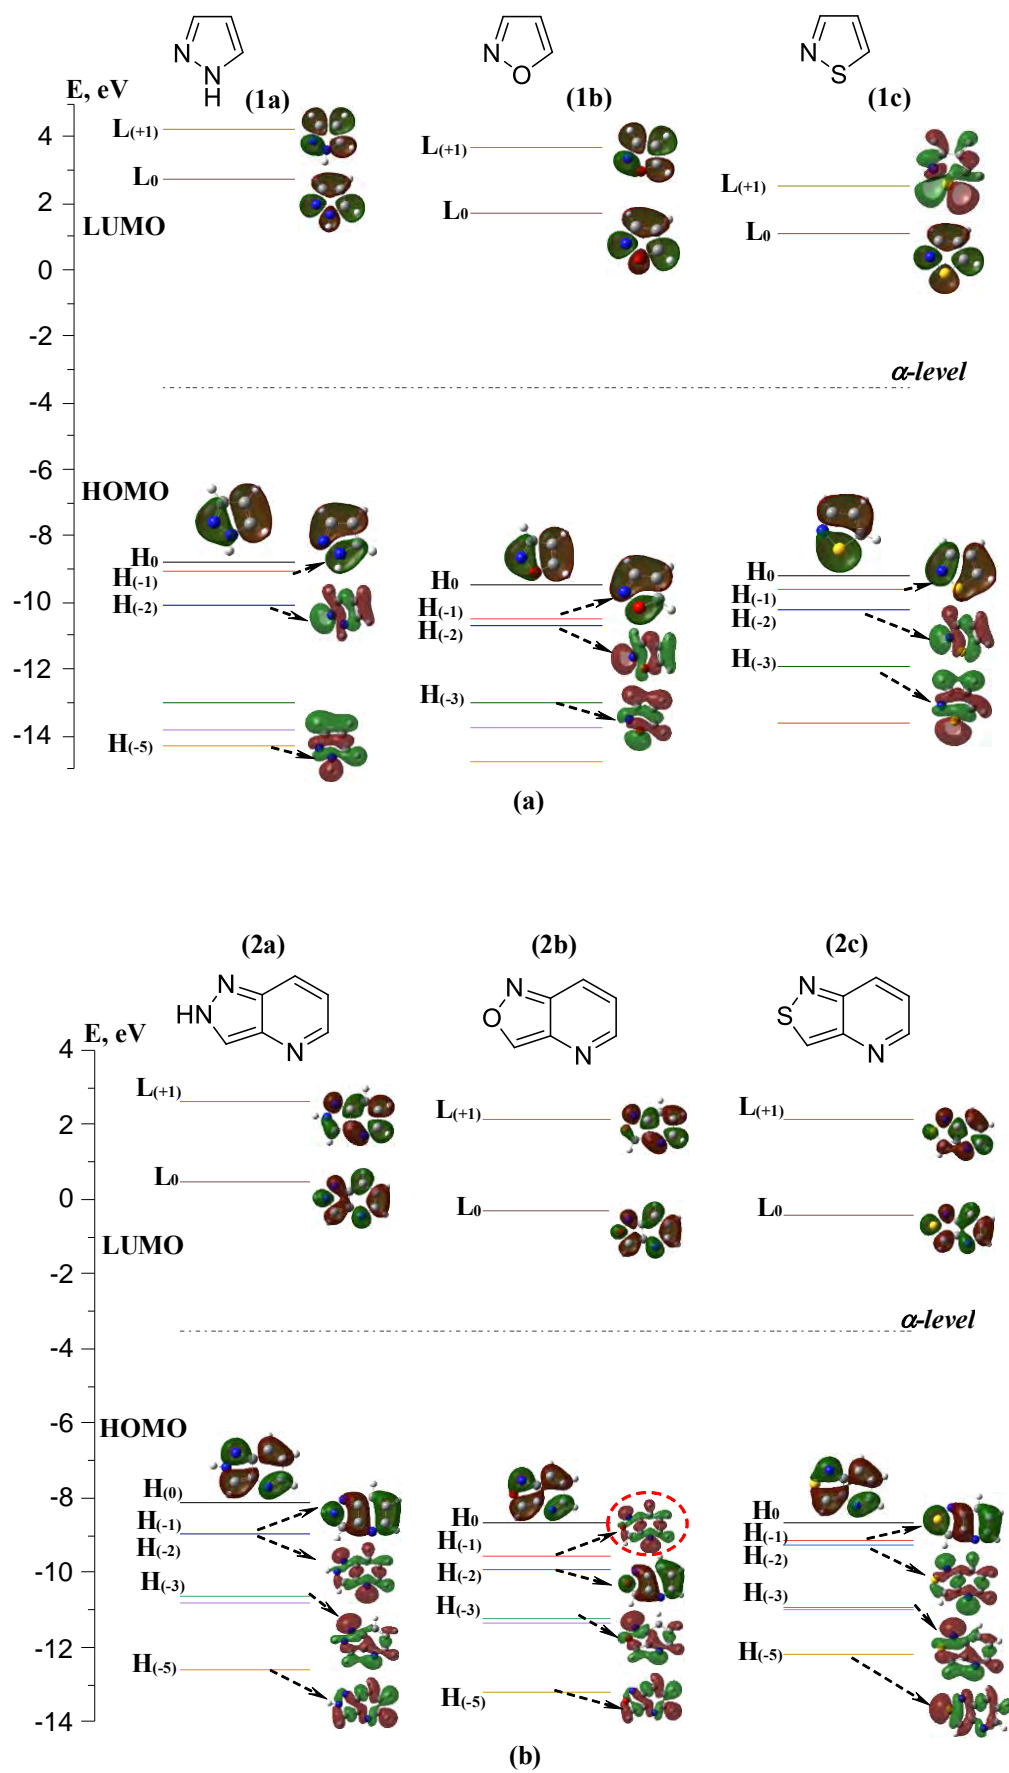 N
N
H
(1a)
N
O
(1b)
N
S
(1c)
E, eV
4
2
0
-2
-4
-6
-8
-10
-12
-14
L(+1)
L0
LUMO
L(+1)
L0
L(+1)
L0
α-level
HOMO
H0
H(-1)
H(-2)
H(-5)
H0
H(-1)
H(-2)
H(-3)
H0
H(-1)
H(-2)
H(-3)
(a)
(2a)
(2b)
(2c)
N
HN
N
N
O
N
N
S
N
E, eV
4
2
0
-2
-4
-6
-8
-10
-12
-14
L(+1)
L0
LUMO
L(+1)
L0
L(+1)
L0
α-level
HOMO
H(0)
H(-1)
H(-2)
H(-3)
H(-5)
H0
H(-1)
H(-2)
H(-3)
H(-5)
H0
H(-1)
H(-2)
H(-3)
H(-5)
(b)